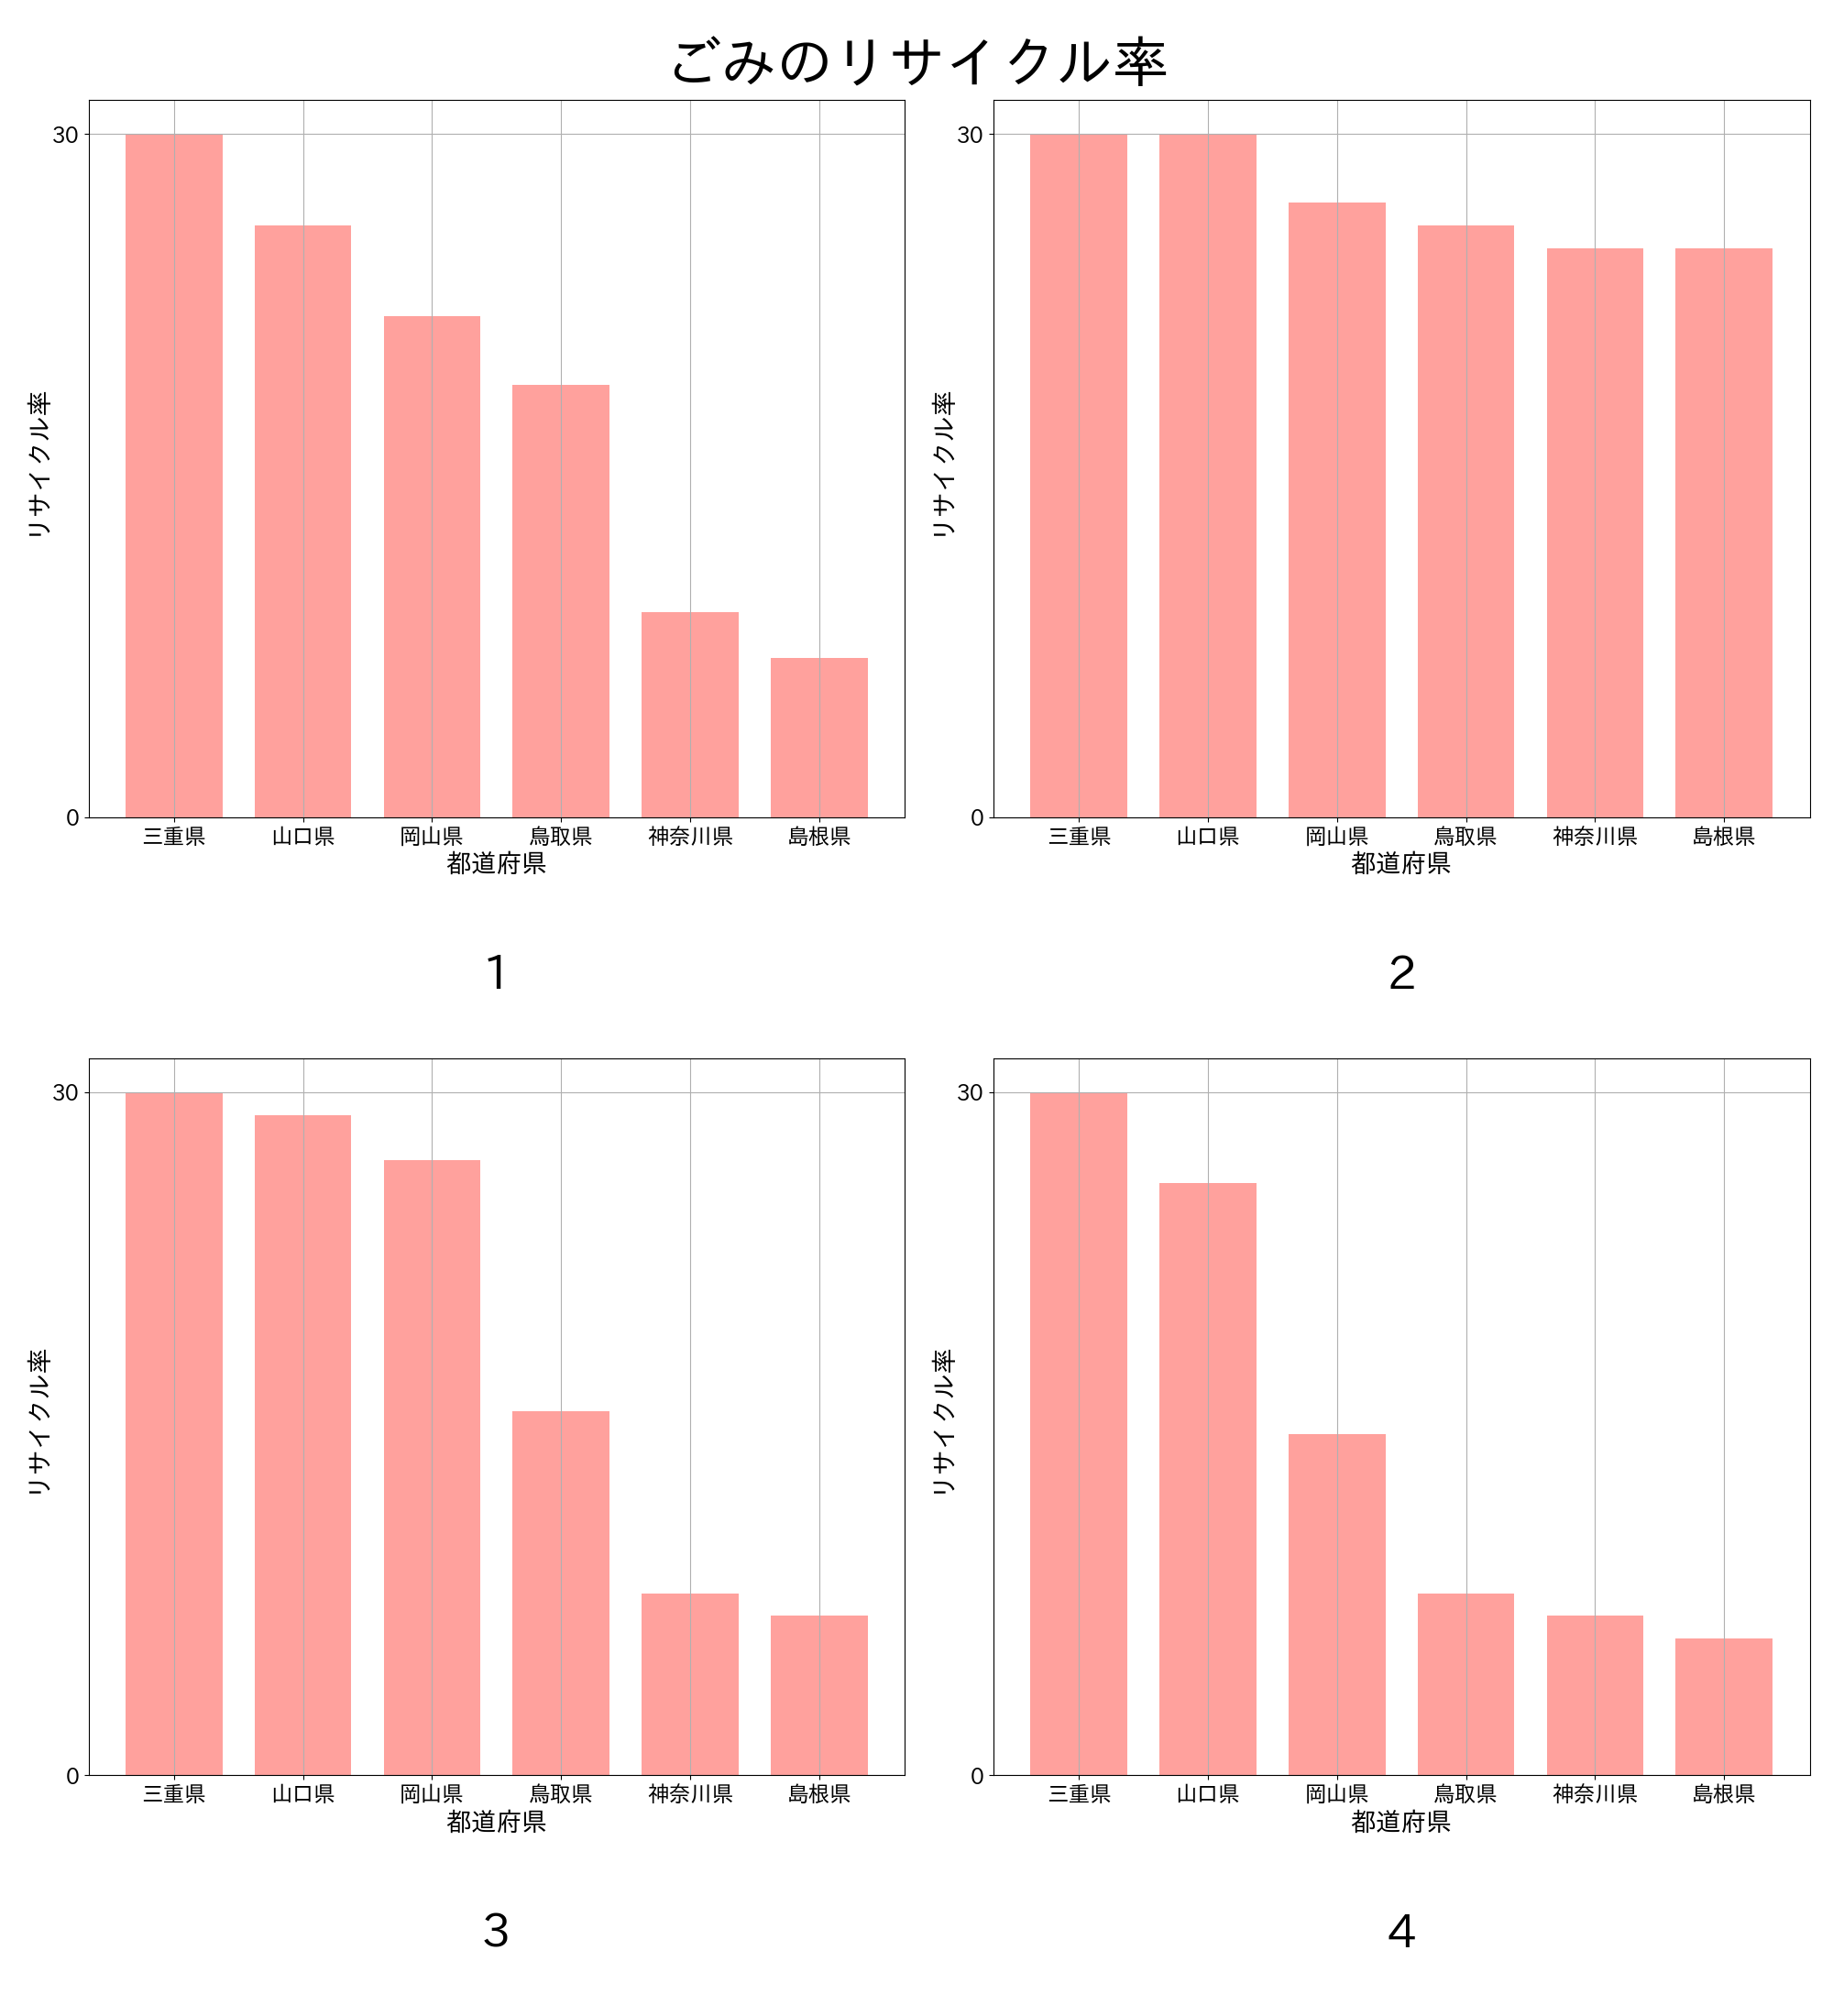 ごみのリサイクル率
30
0
リサイクル率
三重県 山口県 岡山県 鳥取県 神奈川県 島根県
都道府県
1
30
0
リサイクル率
三重県 山口県 岡山県 鳥取県 神奈川県 島根県
都道府県
2
30
0
リサイクル率
三重県 山口県 岡山県 鳥取県 神奈川県 島根県
都道府県
3
30
0
リサイクル率
三重県 山口県 岡山県 鳥取県 神奈川県 島根県
都道府県
4